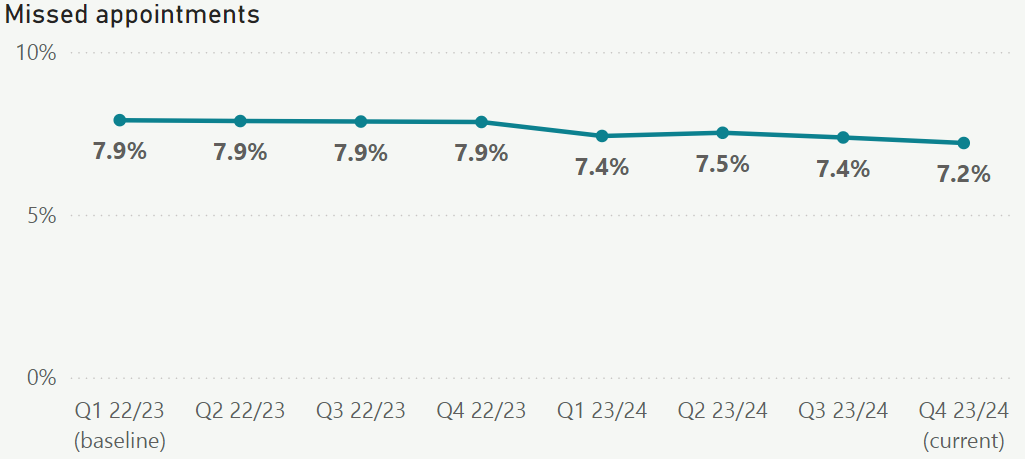 Missed appointments
10%
7.9% 7.9% 7.9% 7.9% 7.4% 7.5% 7.4% 7.2%
5%
0%
Q1 22/23 Q2 22/23 Q3 22/23 Q4 22/23 Q1 23/24 Q2 23/24 Q3 23/24 Q4 23/24
(baseline) (current)